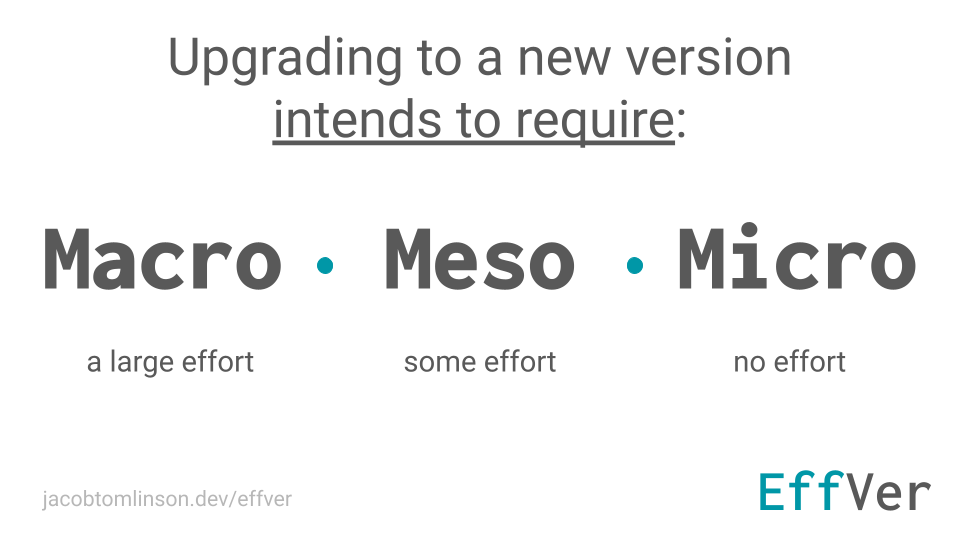 Upgrading to a new version
intends to require:
Macro • Meso • Micro
a large effort some effort no effort
jacobtomlinson.dev/effver
EffVer